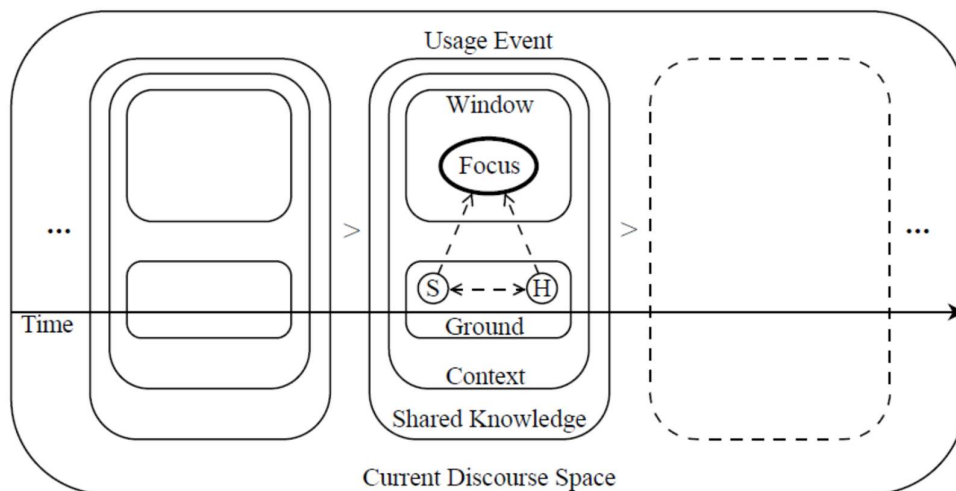 Usage Event
Window
Focus
... > > ...
S H
Time
Ground
Context
Shared Knowledge
Current Discourse Space